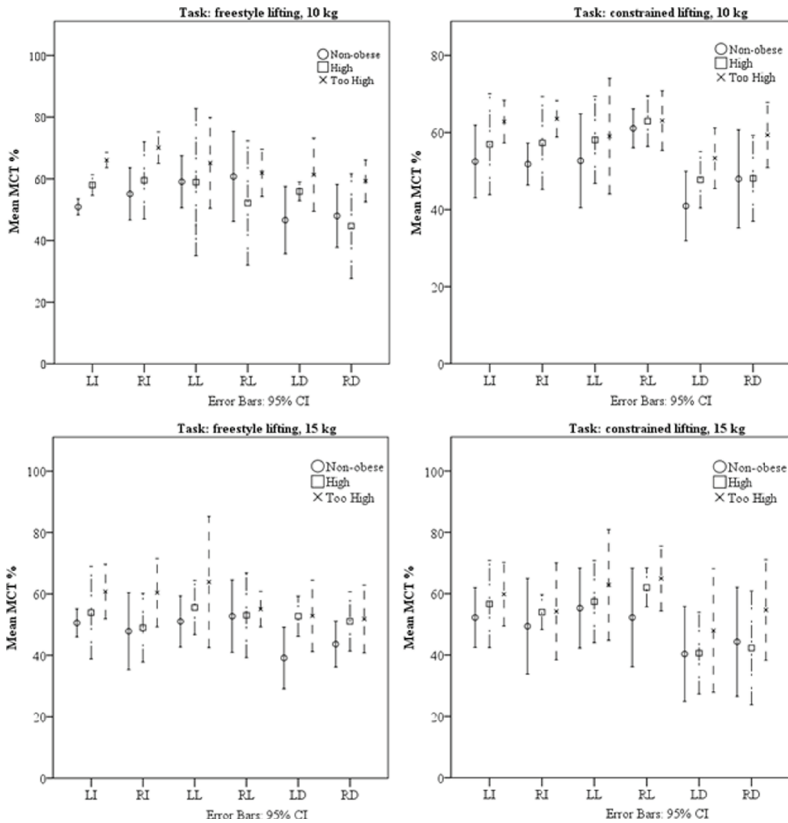 Task: freestyle lifting, 10 kg
Non-obese
High
Too High
Mean MCT %
100
80
60
40
20
0
LI RI LL RL LD RD
Error Bars: 95% CI
Task: constrained lifting, 10 kg
Non-obese
High
Too High
Mean MCT %
80
60
40
20
0
LI RI LL RL LD RD
Error Bars: 95% CI
Task: freestyle lifting, 15 kg
Non-obese
High
Too High
Mean MCT %
100
80
60
40
20
0
LI RI LL RL LD RD
Error Bars: 95% CI
Task: constrained lifting, 15 kg
Non-obese
High
Too High
Mean MCT %
100
80
60
40
20
0
LI RI LL RL LD RD
Error Bars: 95% CI